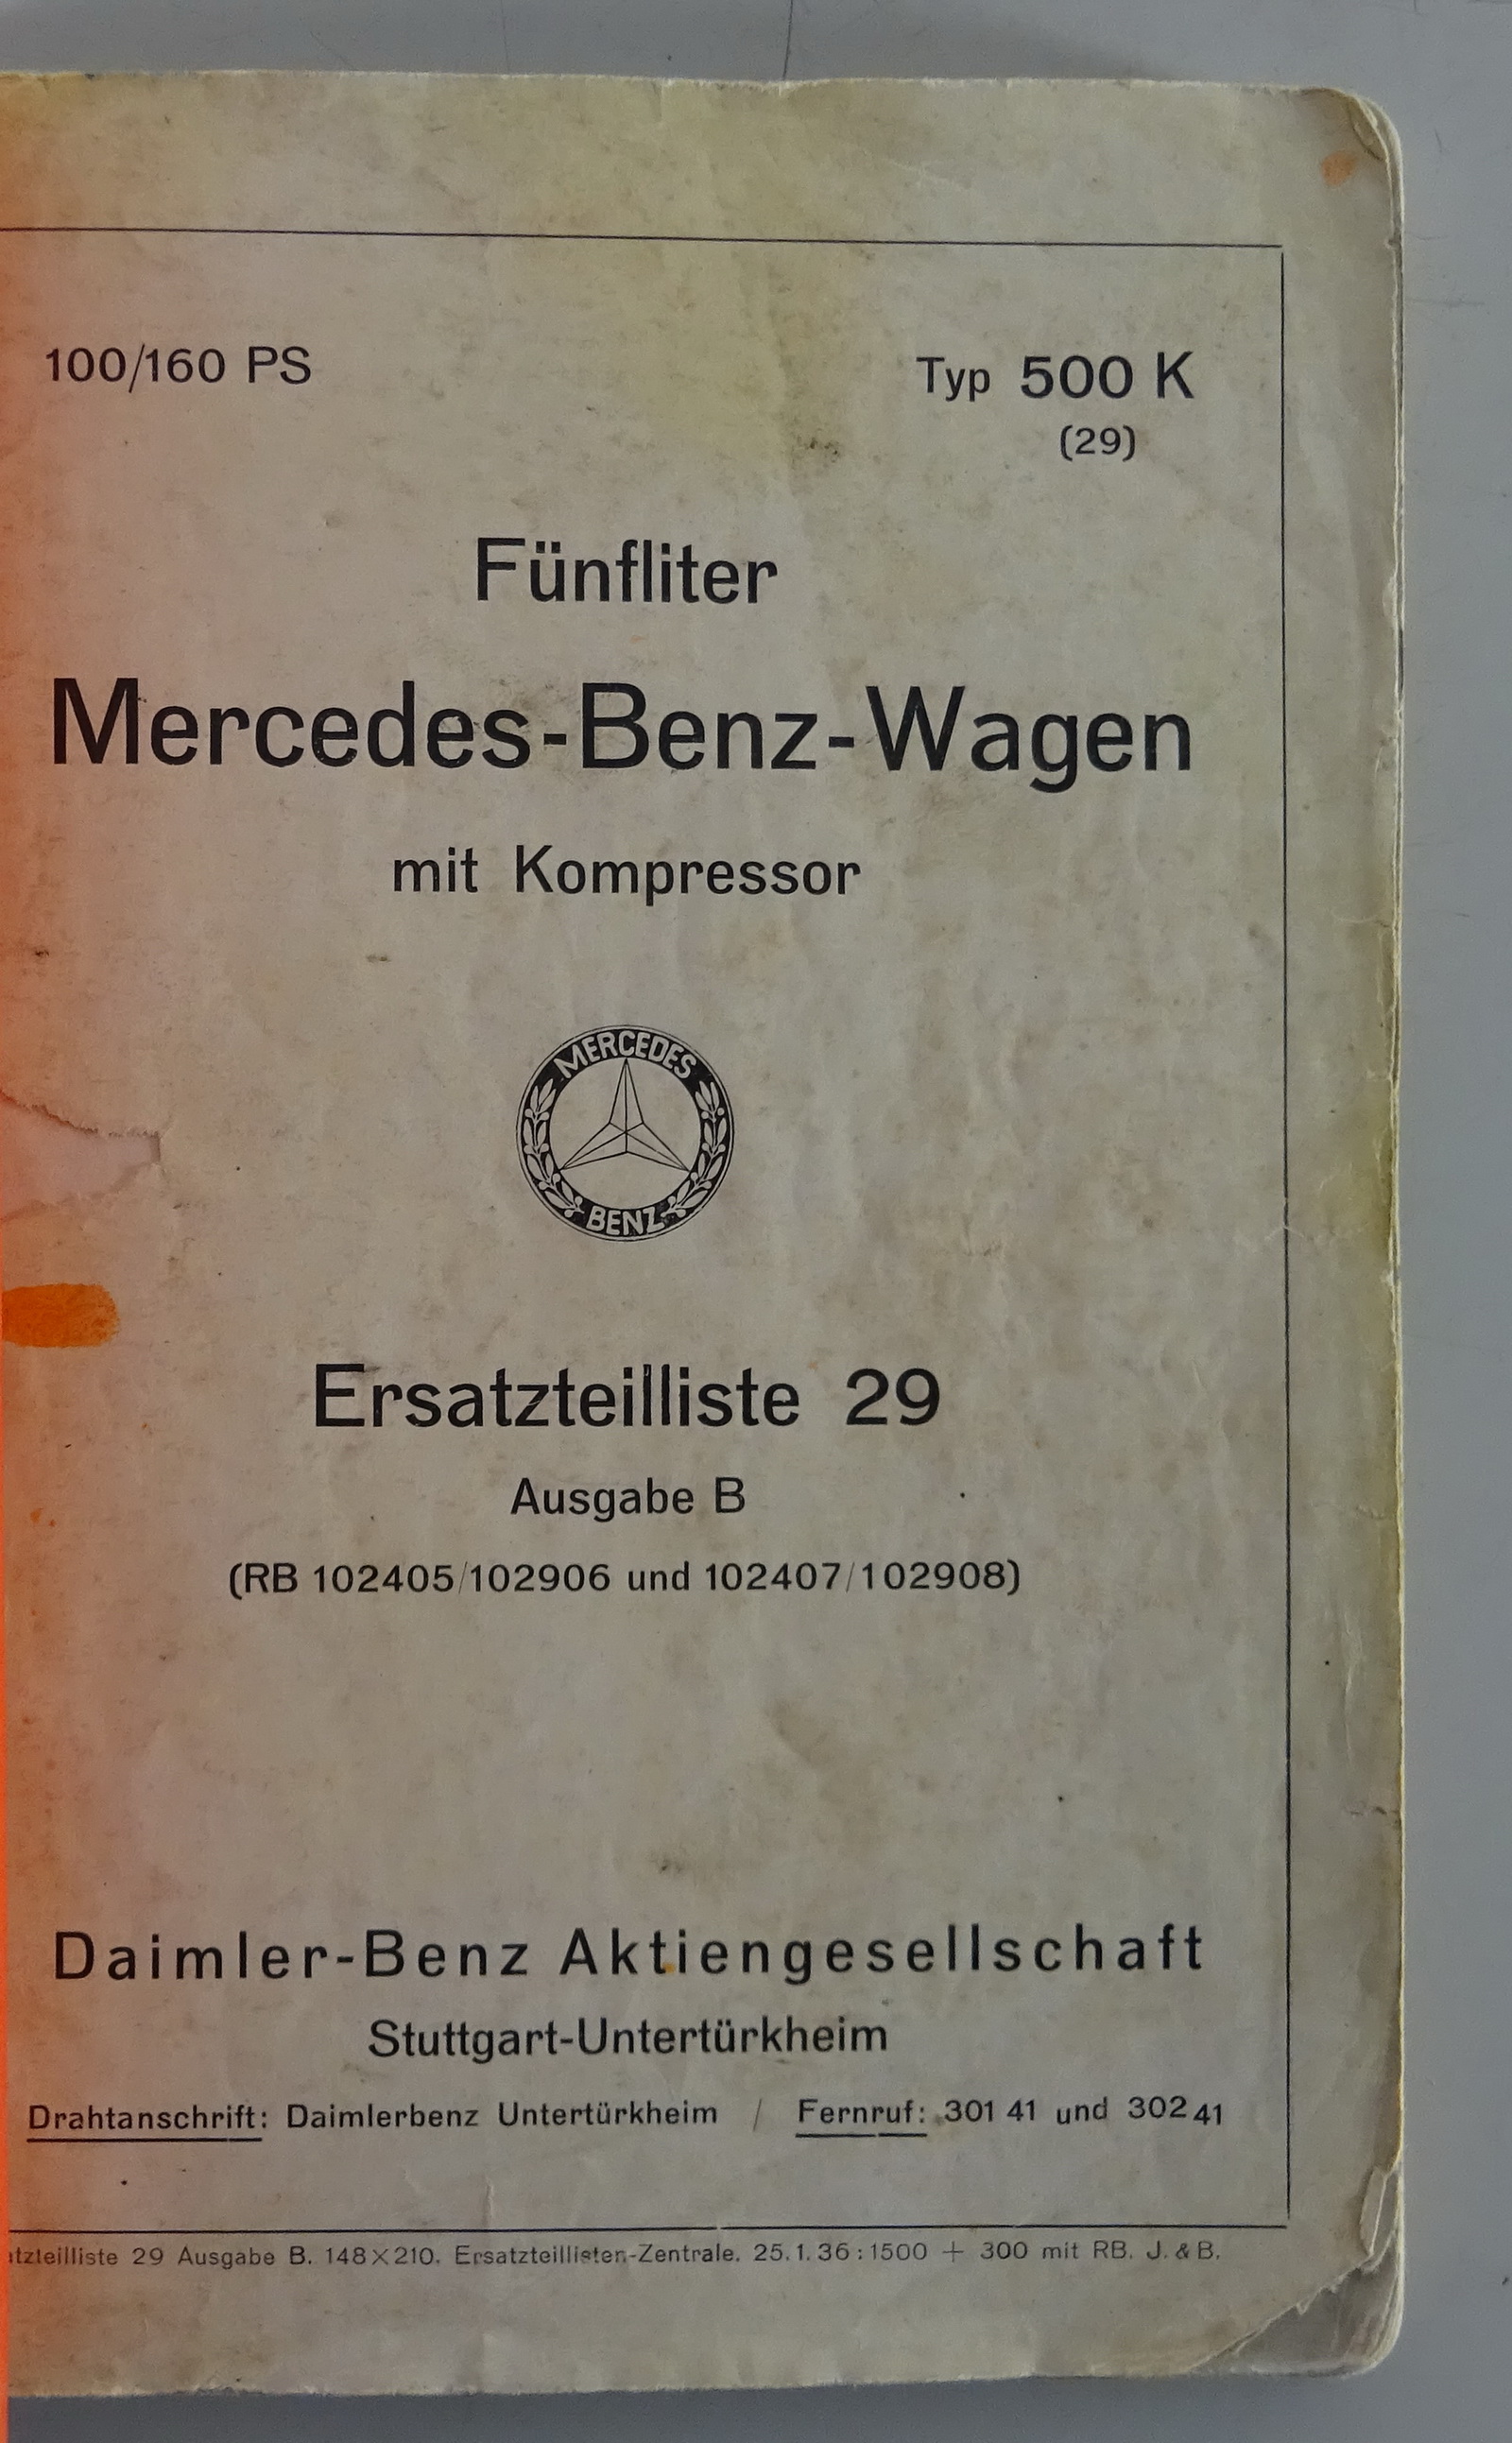 100/160 PS Typ 500 K
(29)
Fünfliter
Mercedes-Benz-Wagen
mit Kompressor
MERCEDES
BENZ
Ersatzteilliste 29
Ausgabe B
(RB 102405/102906 und 102407/102908)
Daimler-Benz Aktiengesellschaft
Stuttgart-Untertürkheim
Drahtanschrift: Daimlerbenz Untertürkheim / Fernruf: 301 41 und 302 41
tzteilliste 29 Ausgabe B. 148×210. Ersatzteillisten-Zentrale. 25.1.36:1500 + 300 mit RB. J. & B.